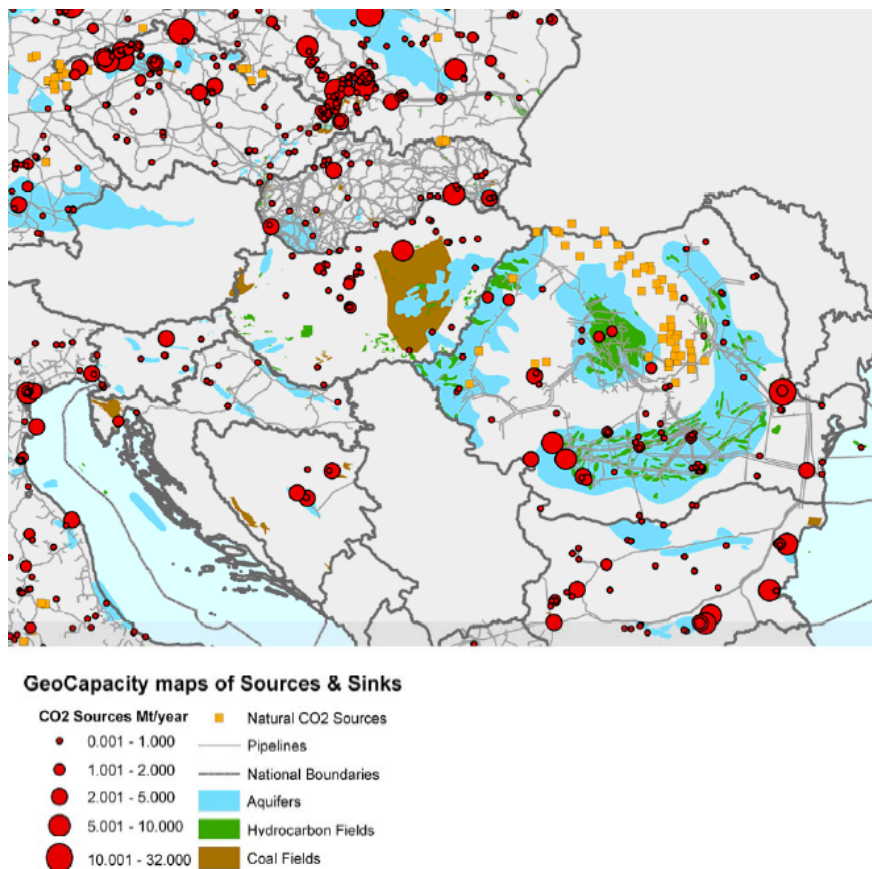 GeoCapacity maps of Sources & Sinks
CO2 Sources Mt/year
0.001 - 1.000
1.001 - 2.000
2.001 - 5.000
5.001 - 10.000
10.001 - 32.000
Natural CO2 Sources
Pipelines
National Boundaries
Aquifers
Hydrocarbon Fields
Coal Fields